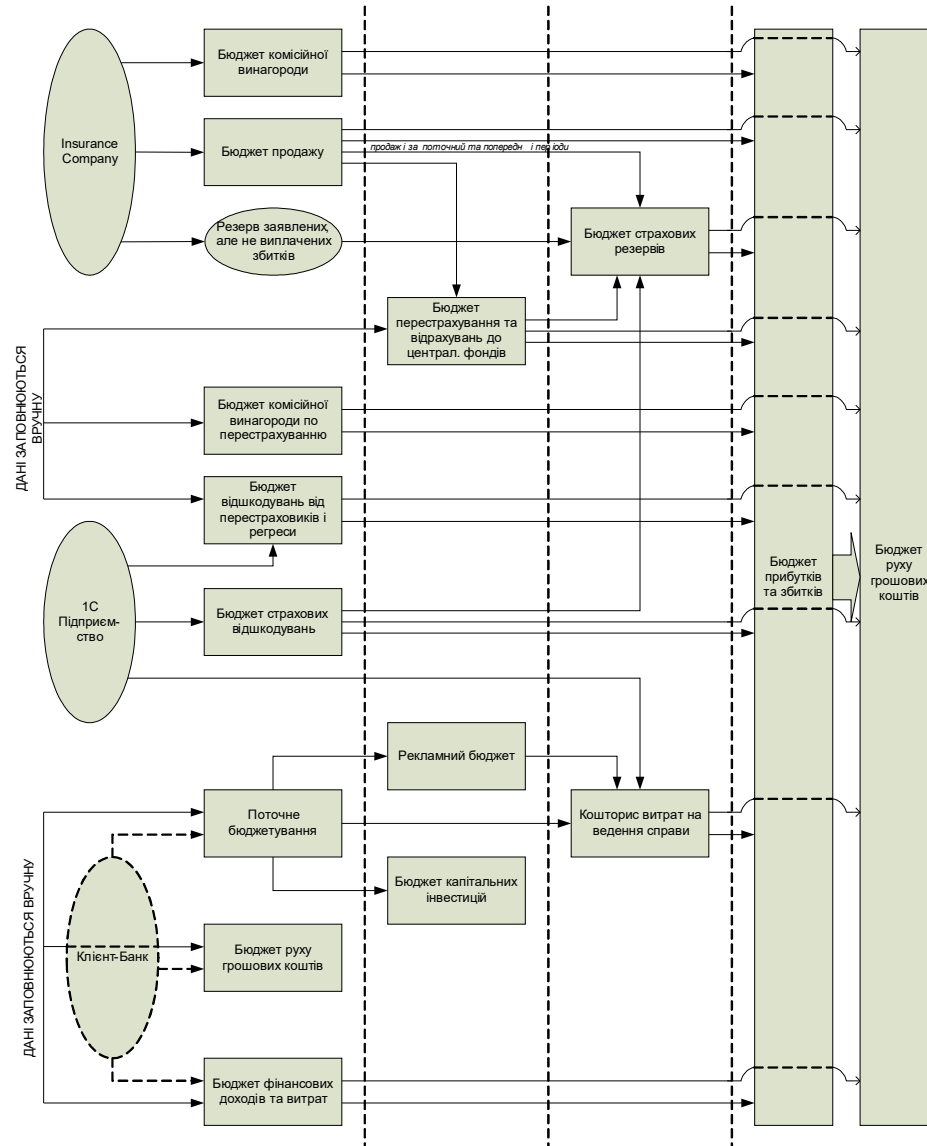 Бюджет комісійної
винагороди
Insurance
Company
Бюджет продажу
продажі за поточний та попередні періоди
Резерв заявлених,
але не виплачених
збитків
Бюджет страхових
резервів
Бюджет
перестрахування та
відрахувань до
централ. фондів
ДАНІ ЗАПОВНЮЮТЬСЯ
ВРУЧНУ
Бюджет комісійної
винагороди по
перестрахуванню
Бюджет
відшкодувань від
перестраховиків і
регреси
1С
Підприєм-
ство
Бюджет страхових
відшкодувань
Бюджет
прибутків
та збитків
Бюджет
руху
грошових
коштів
Рекламний бюджет
Поточне
бюджетування
Кошторис витрат на
ведення справи
Бюджет капітальних
інвестицій
ДАНІ ЗАПОВНЮЮТЬСЯ ВРУЧНУ
Клієнт-Банк
Бюджет руху
грошових коштів
Бюджет фінансових
доходів та витрат